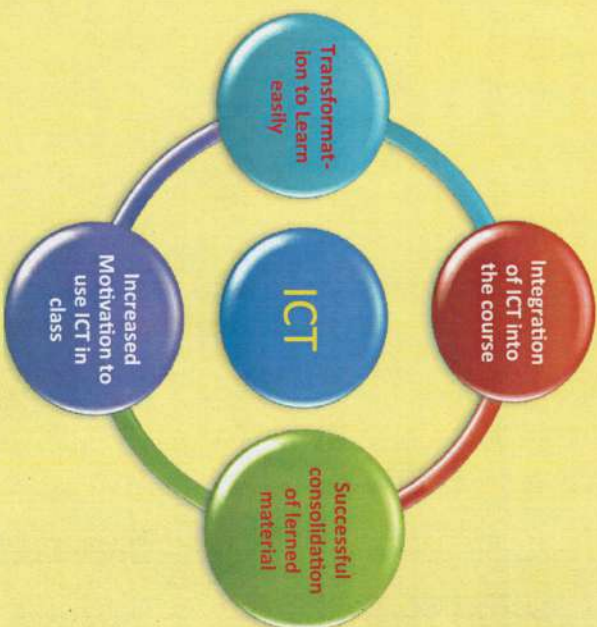 Successful
consolidation
of lerned
material
Integration
of ICT into
the course
ICT
Increased
Motivation to
use ICT in
class
Transformat-
ion to Learn
easily